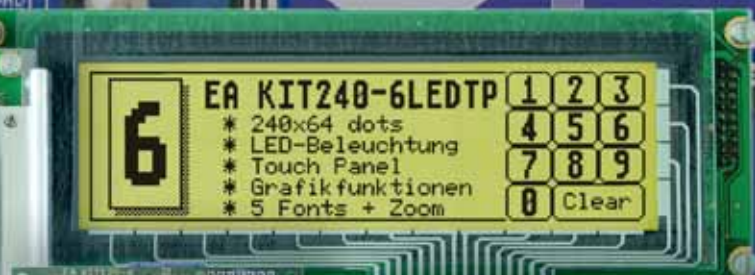 6
EA KIT240-6LEDTP
* 240x64 dots
* LED-Beleuchtung
* Touch Panel
* Grafikfunktionen
* 5 Fonts + Zoom
1 2 3
4 5 6
7 8 9
0 Clear